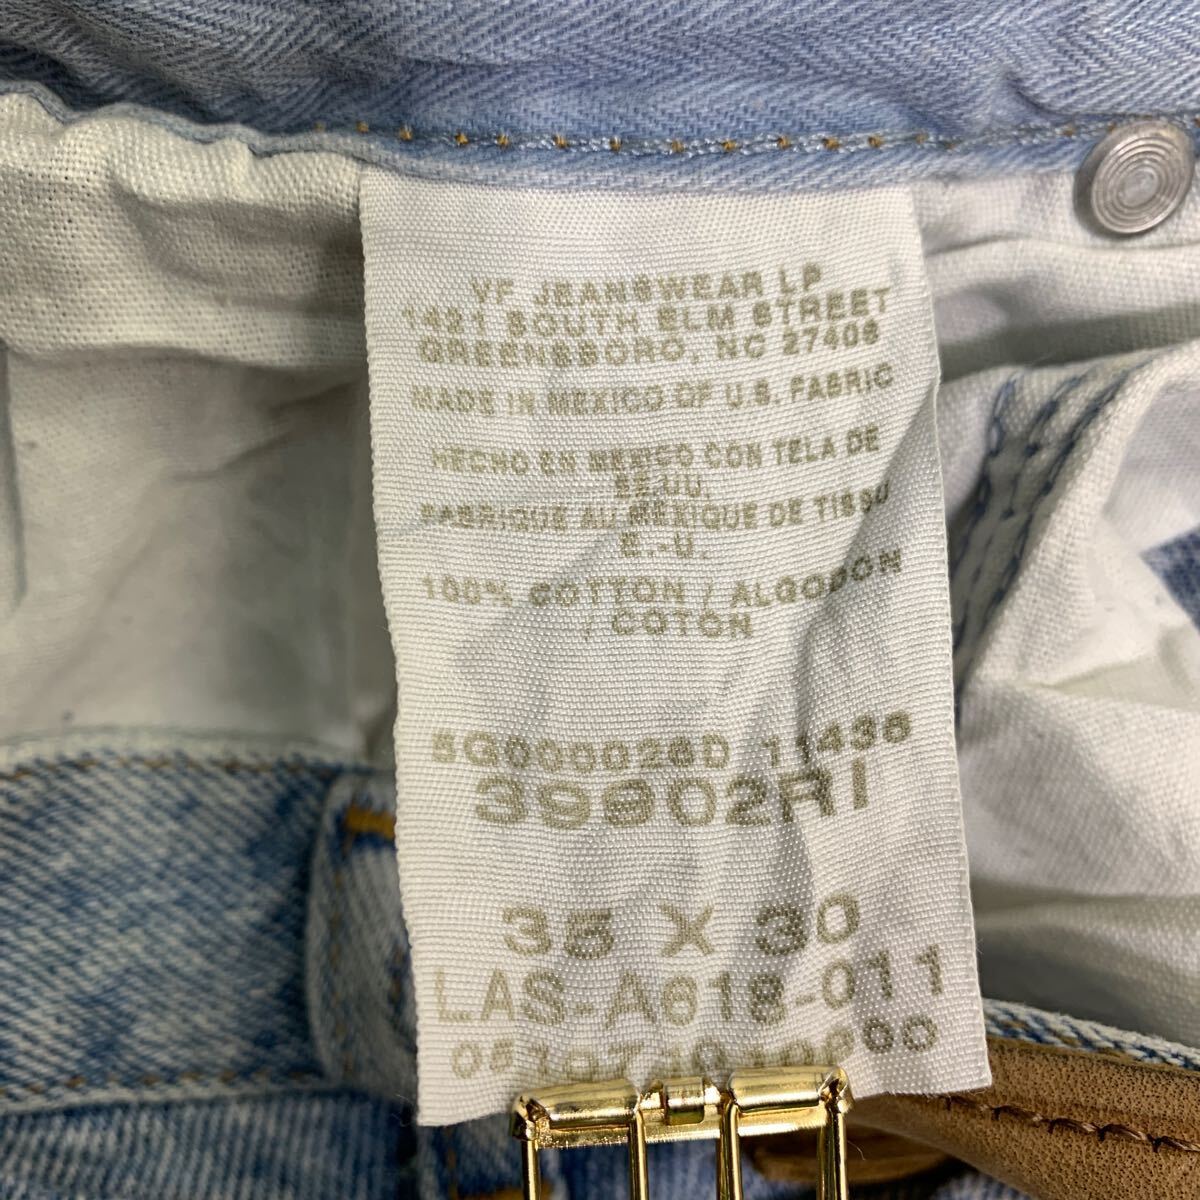 VF JEANSWEAR LP
1421 SOUTH ELM STREET
GREENSBORO, NC 27406
MADE IN MEXICO OF U.S. FABRIC
HECHO EN MEXICO CON TELA DE
EE.UU.
FABRIQUE AU MEXIQUE DE TISSU
E.-U.
100% COTTON / ALGODON
/ COTON
5G000026D 11436
39902RI
35 X 30
LAS-A618-011